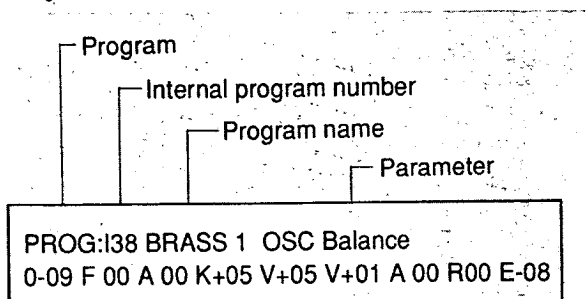 Program
Internal program number
Program name
Parameter
PROG:I38 BRASS 1 OSC Balance
0-09 F 00 A 00 K+05 V+05 V+01 A 00 R00 E-08